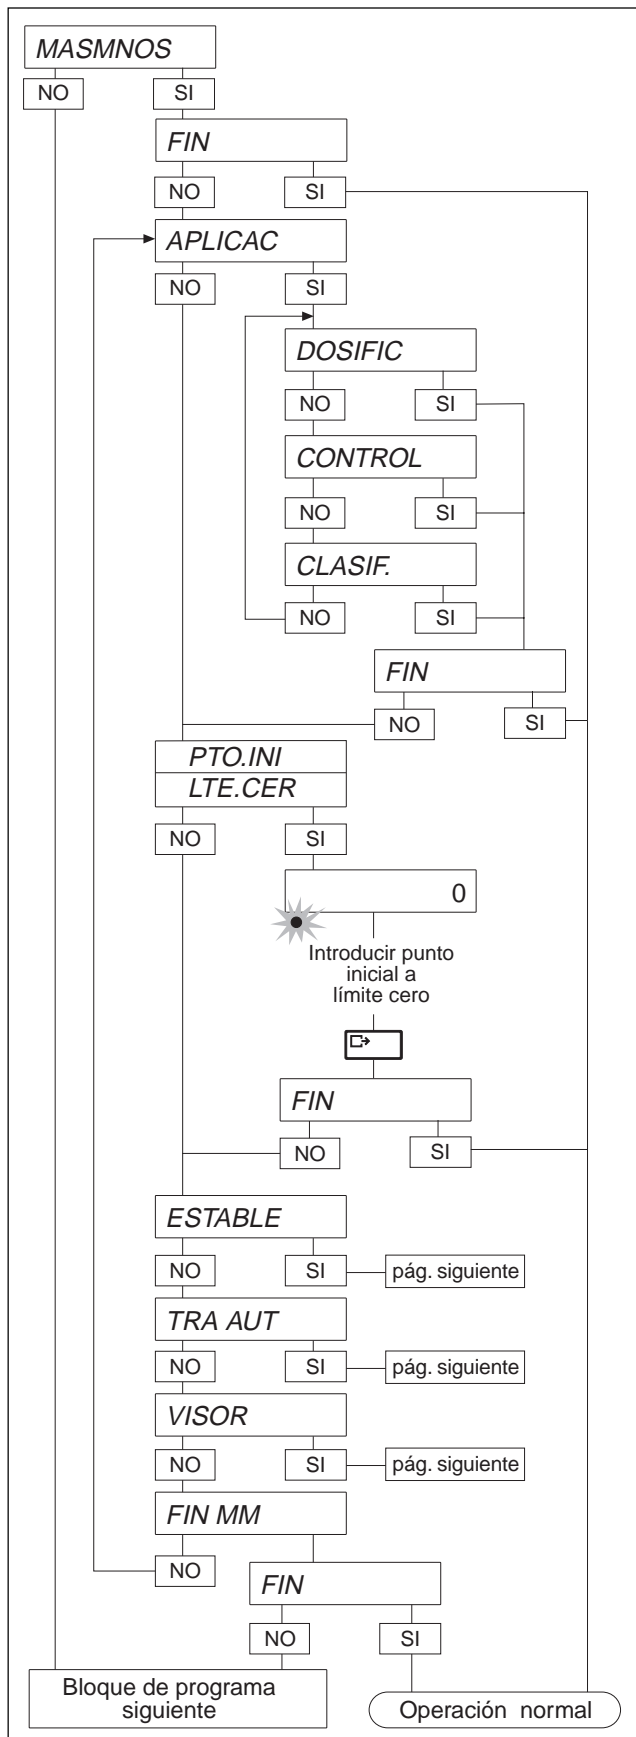 MASMNOS
NO SI
FIN
NO SI
APLICAC
NO SI
DOSIFIC
NO SI
CONTROL
NO SI
CLASIF.
NO SI
FIN
NO SI
PTO.INI
LTE.CER
NO SI
0
Introducir punto
inicial a
límite cero
FIN
NO SI
ESTABLE
NO SI pág. siguiente
TRA AUT
NO SI pág. siguiente
VISOR
NO SI pág. siguiente
FIN MM
NO
FIN
NO SI
Bloque de programa
siguiente
Operación normal